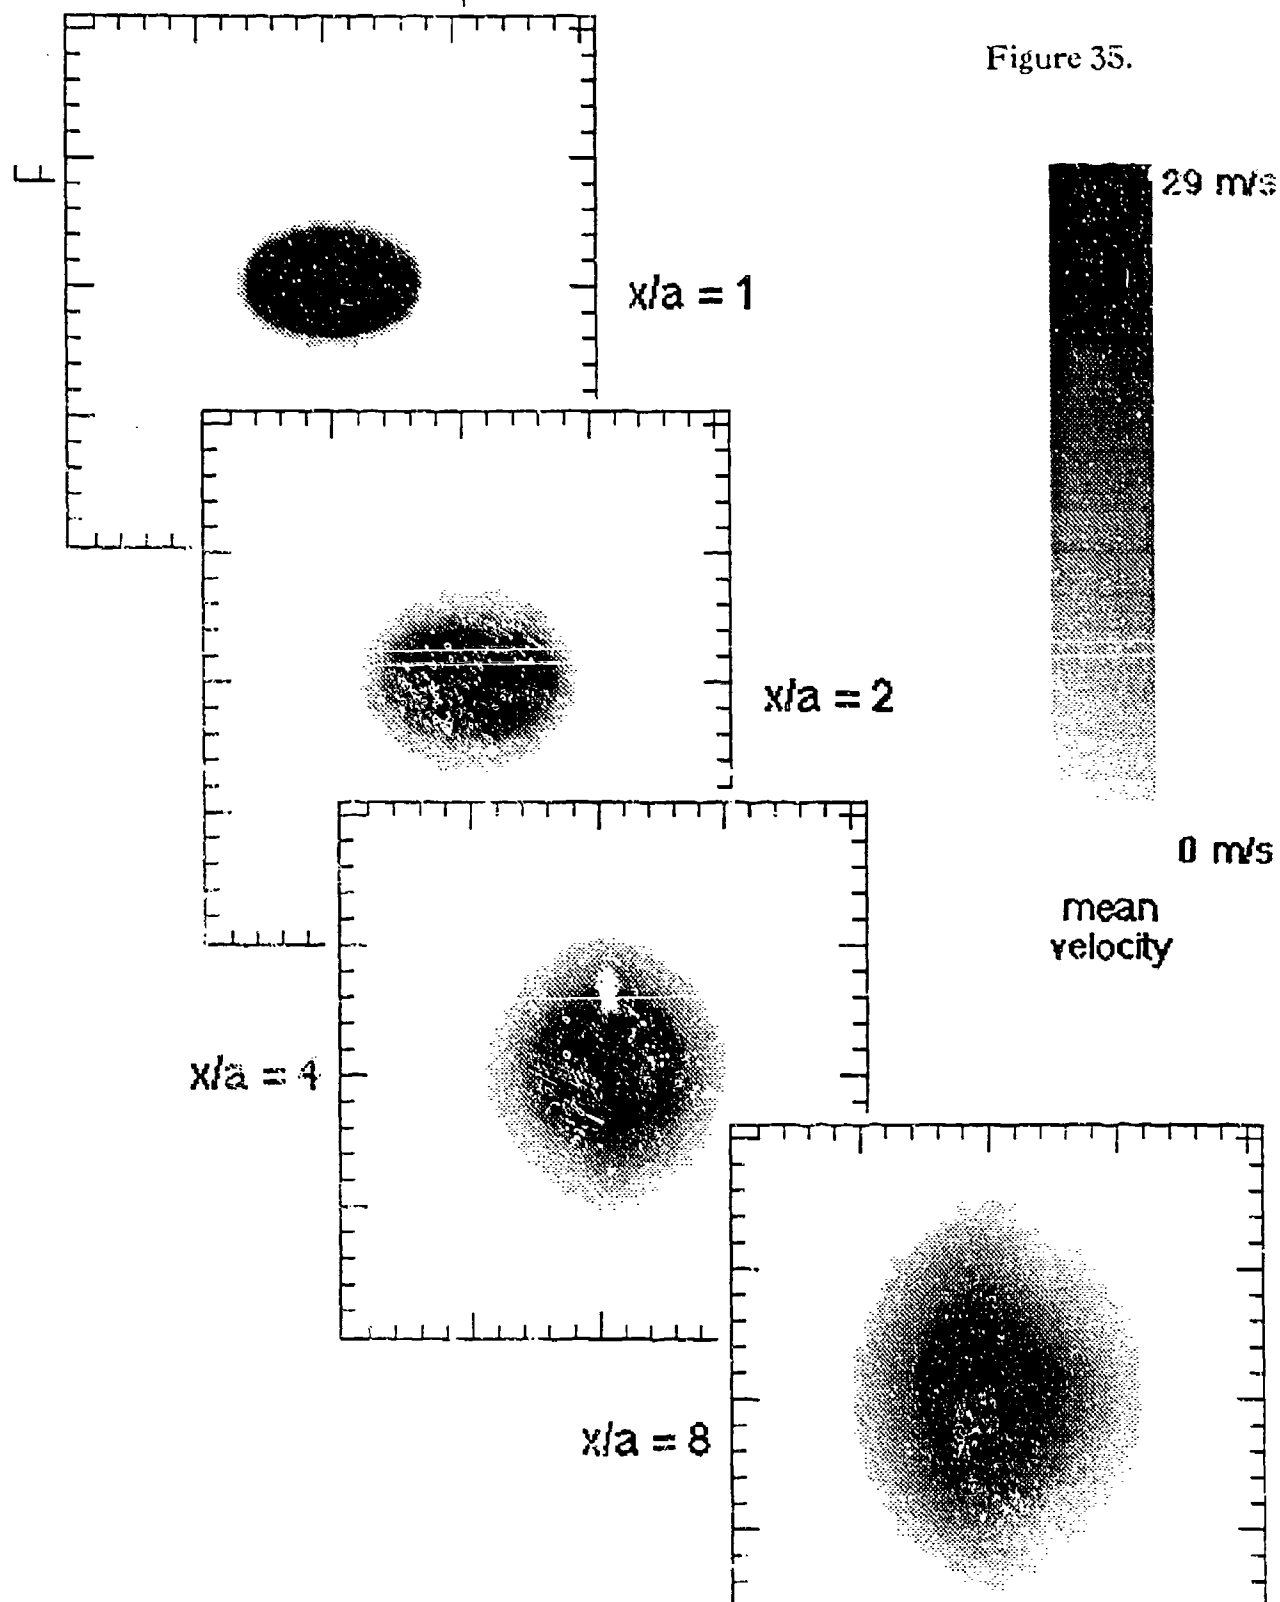 Figure 35.
F
29 m/s
x/a = 1
x/a = 2
0 m/s
mean
velocity
x/a = 4
x/a = 8